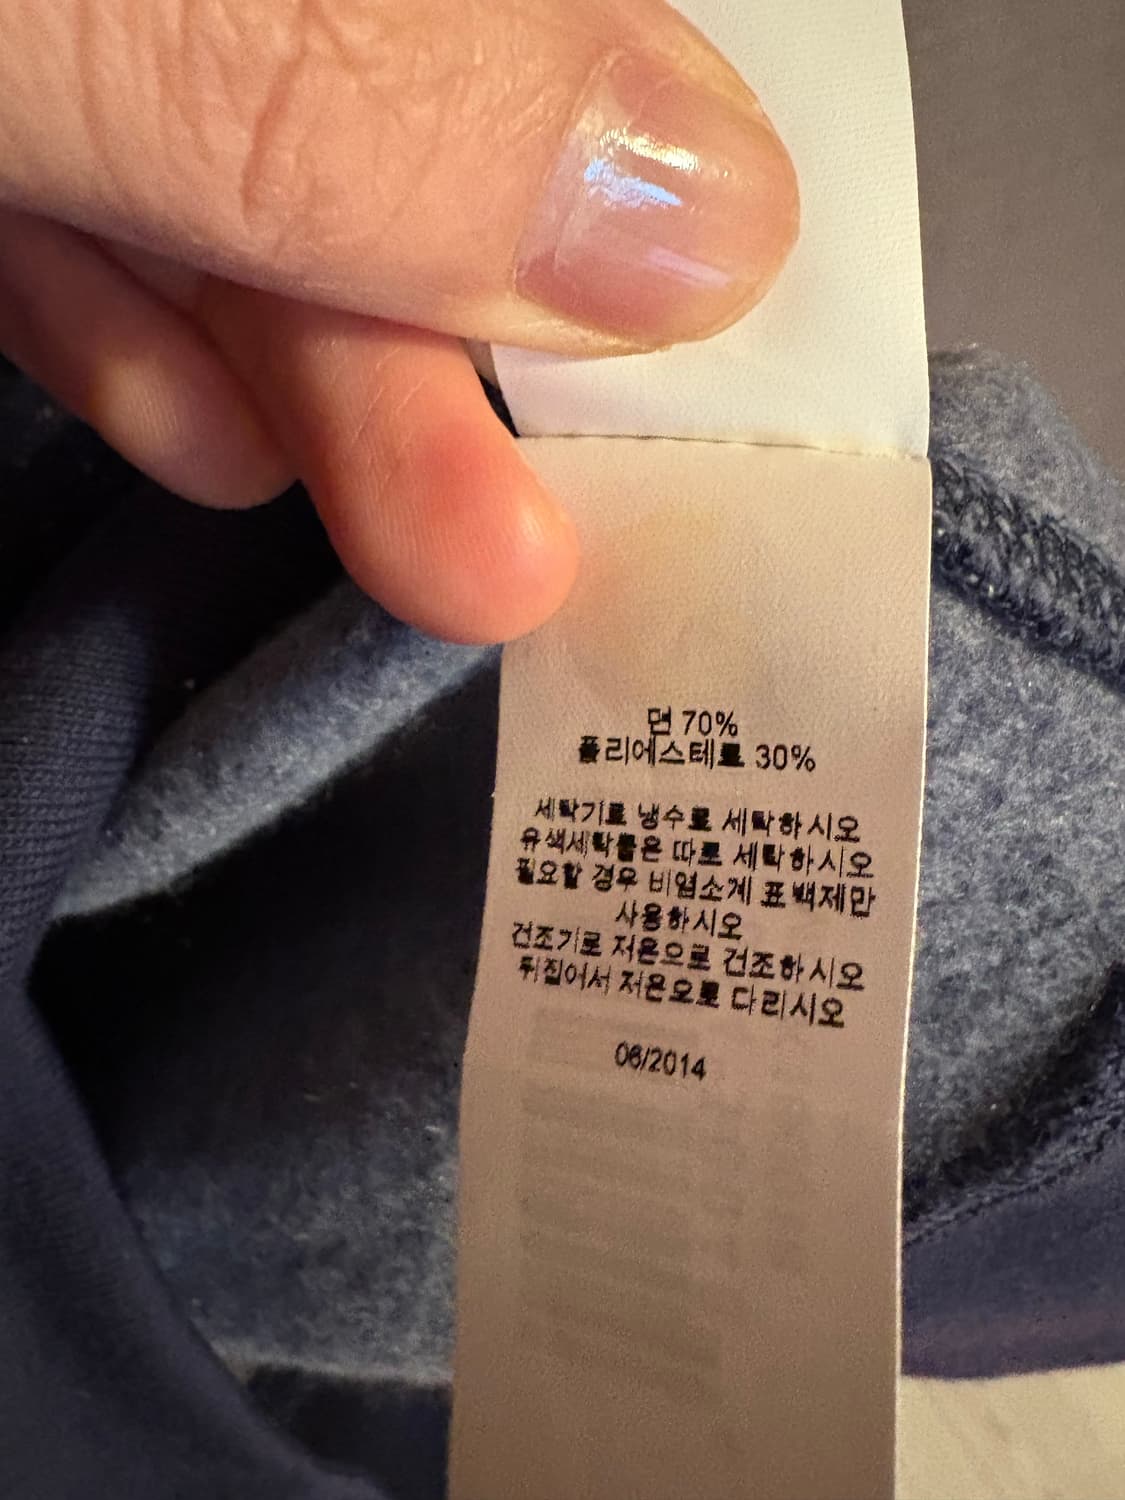 면 70%
폴리에스테르 30%
세탁기로 냉수로 세탁하시오
유색세탁물은 따로 세탁하시오
필요할 경우 비염소계 표백제만
사용하시오
건조기로 저온으로 건조하시오
뒤집어서 저온으로 다리시오
06/2014